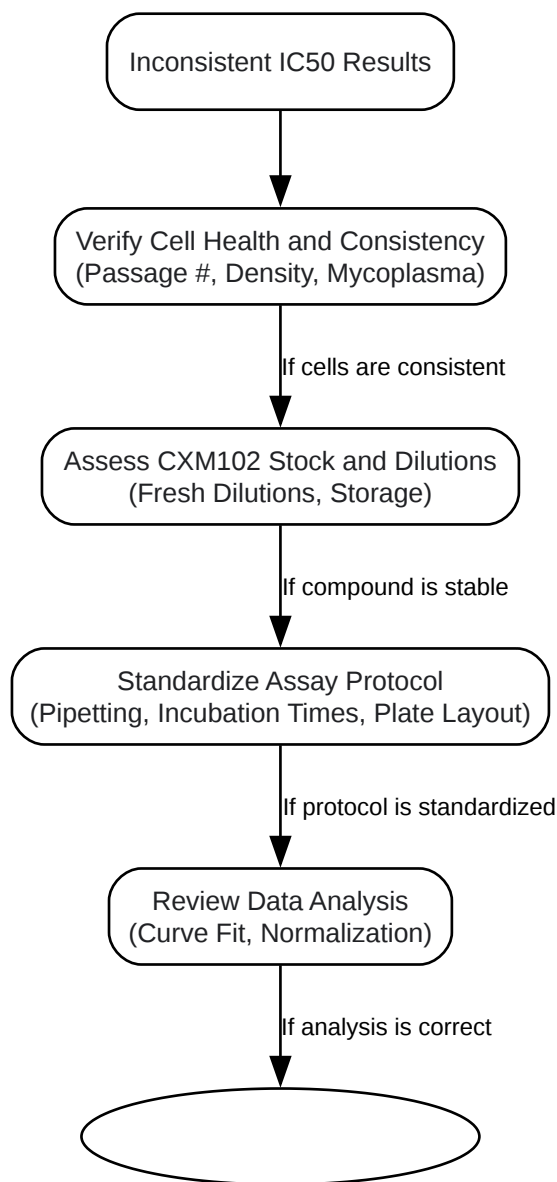 Inconsistent IC50 Results
Verify Cell Health and Consistency
(Passage #, Density, Mycoplasma)
If cells are consistent
Assess CXM102 Stock and Dilutions
(Fresh Dilutions, Storage)
If compound is stable
Standardize Assay Protocol
(Pipetting, Incubation Times, Plate Layout)
If protocol is standardized
Review Data Analysis
(Curve Fit, Normalization)
If analysis is correct